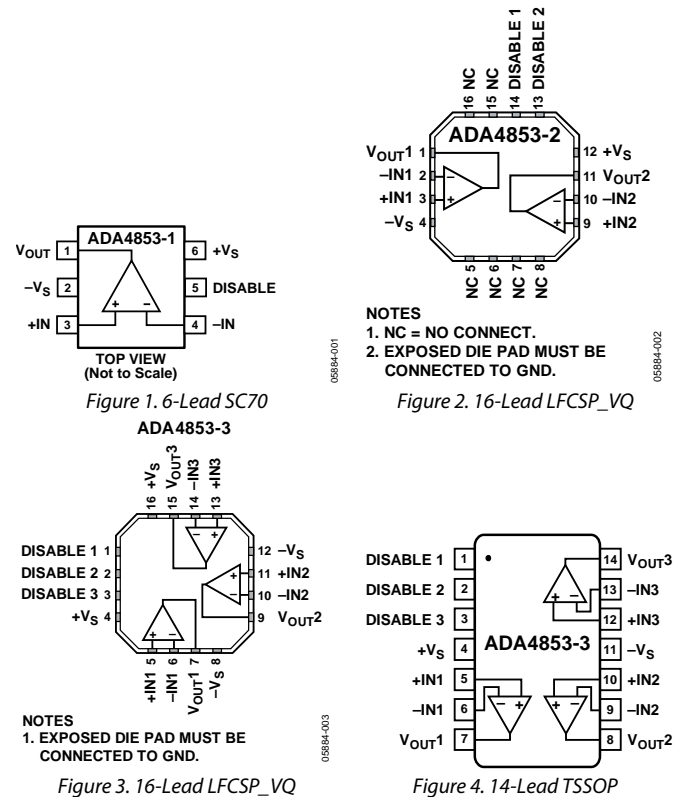 ADA4853-1
VOUT 1
6 +VS
–VS 2
5 DISABLE
+IN 3
4 –IN
+ –
TOP VIEW
(Not to Scale)
05884-001
Figure 1. 6-Lead SC70
16 NC
15 NC
14 DISABLE 1
13 DISABLE 2
ADA4853-2
VOUT1 1
–IN1 2
+IN1 3
–VS 4
12 +VS
11 VOUT2
10 –IN2
9 +IN2
– +
– +
NC 5
NC 6
NC 7
NC 8
NOTES
1. NC = NO CONNECT.
2. EXPOSED DIE PAD MUST BE
CONNECTED TO GND.
05884-002
Figure 2. 16-Lead LFCSP_VQ
ADA4853-3
16 +VS
15 VOUT3
14 –IN3
13 +IN3
DISABLE 1 1
DISABLE 2 2
DISABLE 3 3
+VS 4
12 –VS
11 +IN2
10 –IN2
9 VOUT2
– +
+ –
+ –
+IN1 5
–IN1 6
VOUT1 7
–VS 8
NOTES
1. EXPOSED DIE PAD MUST BE
CONNECTED TO GND.
05884-003
Figure 3. 16-Lead LFCSP_VQ
DISABLE 1 1
DISABLE 2 2
DISABLE 3 3
+VS 4
+IN1 5
–IN1 6
VOUT1 7
ADA4853-3
14 VOUT3
13 –IN3
12 +IN3
11 –VS
10 +IN2
9 –IN2
8 VOUT2
+ –
– +
+ –
Figure 4. 14-Lead TSSOP